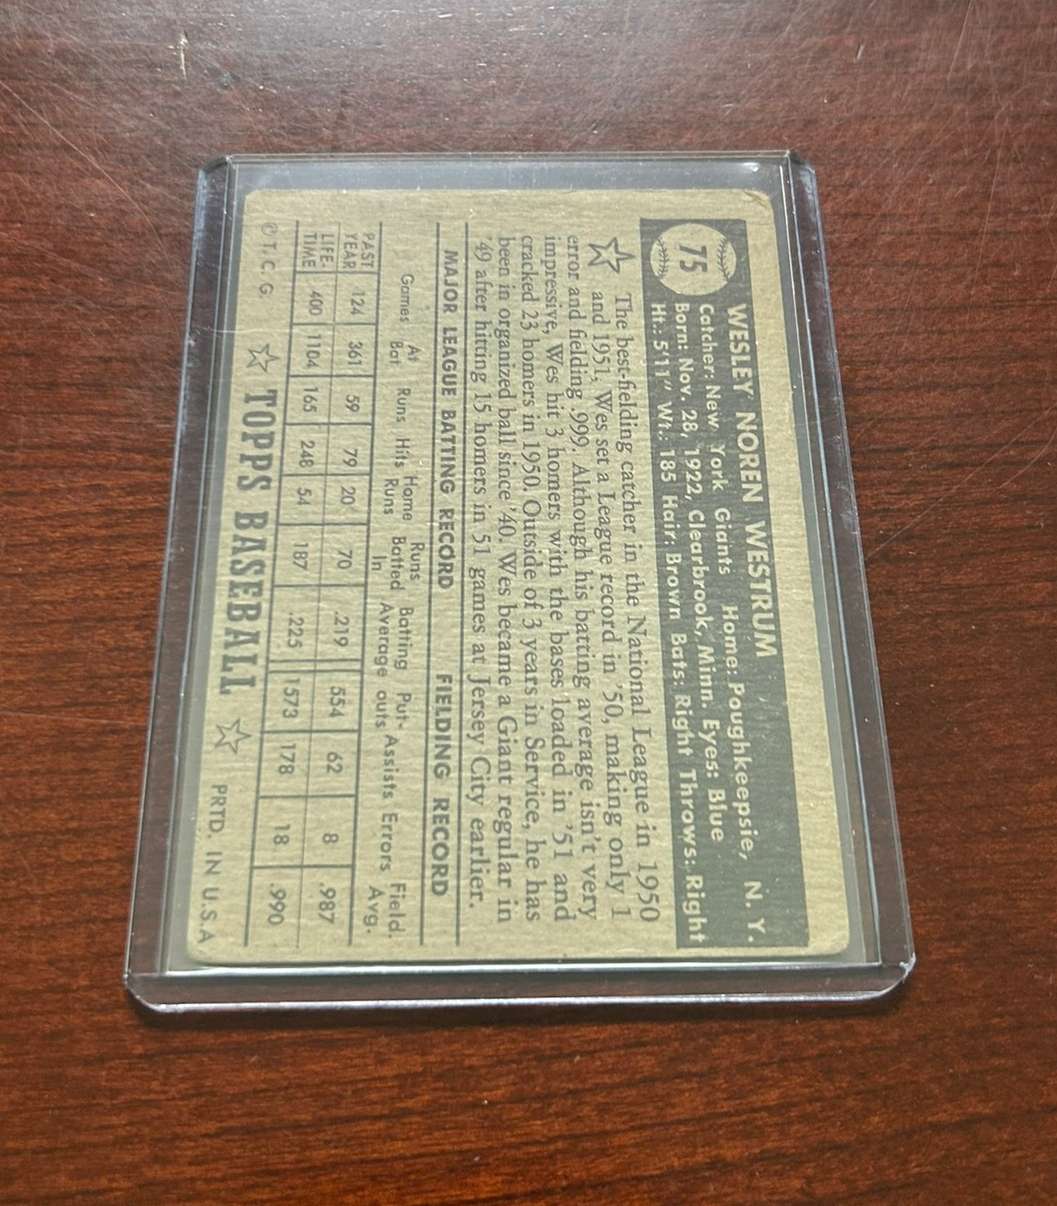 75
WESLEY NOREN WESTRUM
Catcher: New York Giants Home: Poughkeepsie, N. Y.
Born: Nov. 28, 1922, Clearbrook, Minn. Eyes: Blue
Ht.: 5'11" Wt.: 185 Hair: Brown Bats: Right Throws: Right
The best-fielding catcher in the National League in 1950
and 1951, Wes set a League record in '50, making only 1
error and fielding .999. Although his batting average isn't very
impressive, Wes hit 3 homers with the bases loaded in '51 and
cracked 23 homers in 1950. Outside of 3 years in Service, he has
been in organized ball since '40. Wes became a Giant regular in
'49 after hitting 15 homers in 51 games at Jersey City earlier.
MAJOR LEAGUE BATTING RECORD FIELDING RECORD
Games At Bat Runs Hits Home Runs Runs Batted In Batting Average Put-outs Assists Errors Field. Avg.
PAST YEAR 124 361 59 79 20 70 .219 554 62 8 .987
LIFE-TIME 400 1104 165 248 54 187 .225 1573 178 18 .990
© T. C. G. ☆ TOPPS BASEBALL ☆ PRTD. IN U.S.A